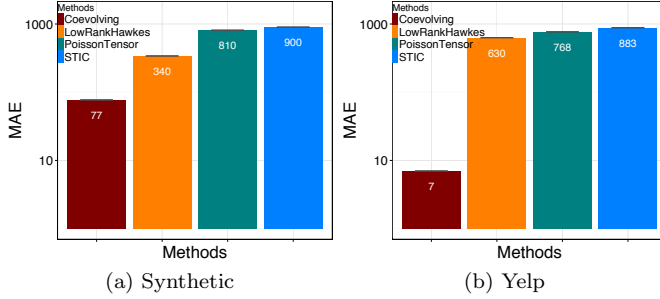 Methods
Coevolving
LowRankHawkes
PoissonTensor
STIC
1000
10
MAE
77
340
810
900
Methods
(a) Synthetic
Methods
Coevolving
LowRankHawkes
PoissonTensor
STIC
1000
10
MAE
7
630
768
883
Methods
(b) Yelp